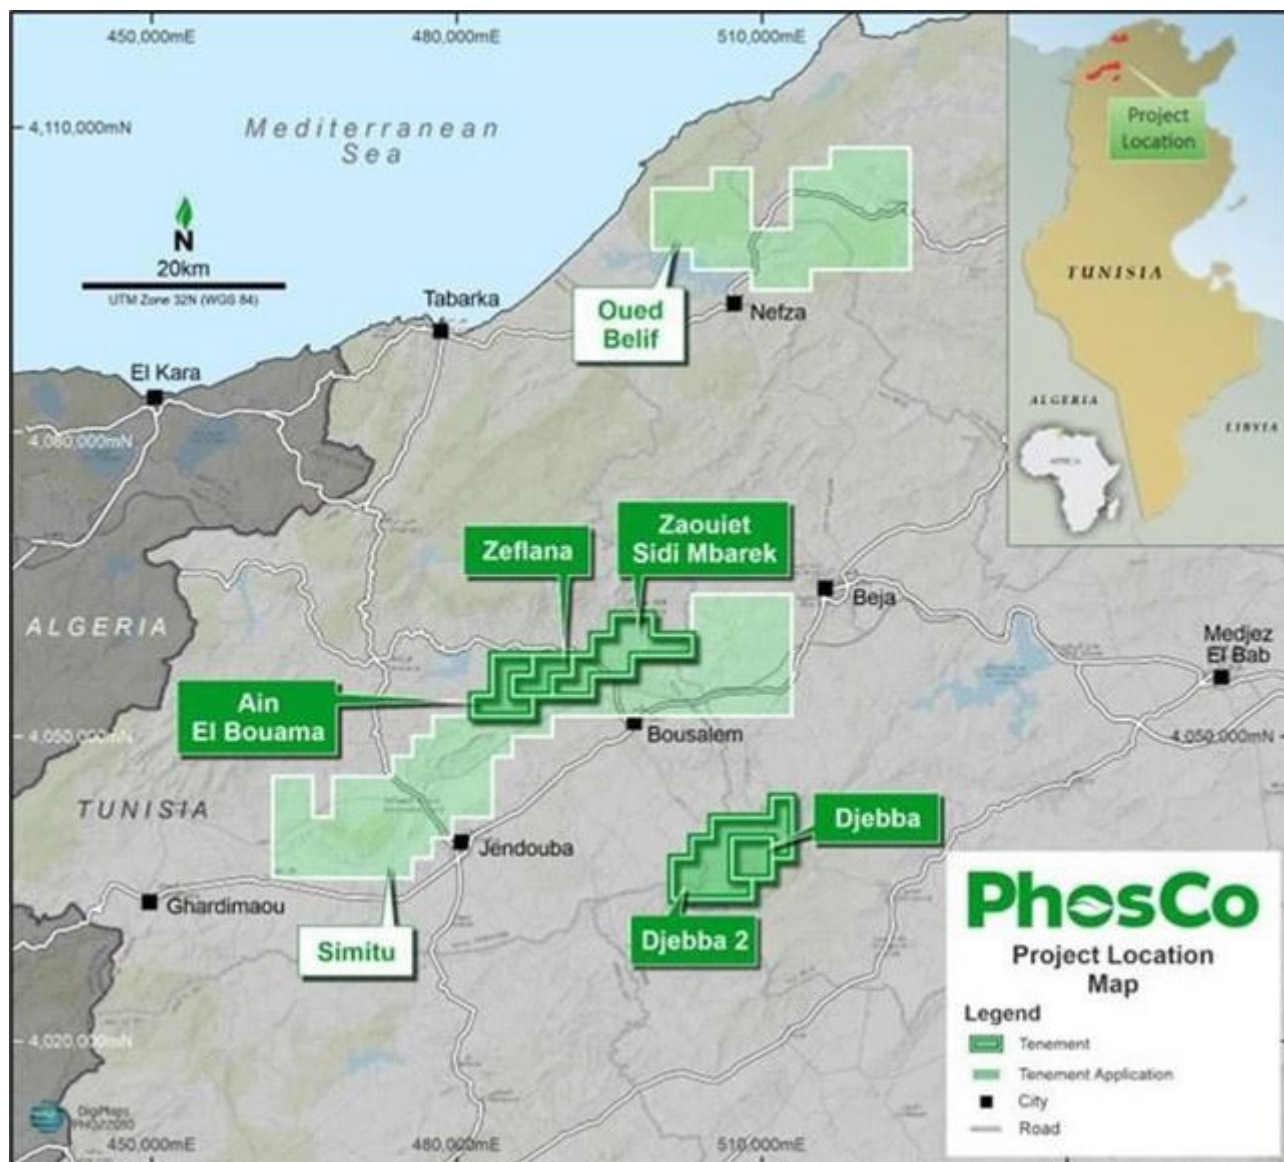 450,000mE
480,000mE
510,000mE
4,110,000mN
Mediterranean
Sea
Project
Location
N
20km
UTM Zone 32N (WGS 84)
Tabarka
Oued
Belif
Nefza
TUNISIA
El Kara
ALGERIA
LIBYA
AFRICA
4,080,000mN
Zeflana
Zaouiet
Sidi Mbarek
Beja
ALGERIA
Medjez
El Bab
Ain
El Bouama
4,050,000mN
Bousalem
4,050,000mN
TUNISIA
Djebba
Jendouba
Ghardimaou
Simitu
Djebba 2
PhosCo
Project Location
Map
Legend
Tenement
Tenement Application
City
Road
4,020,000mN
DigiMaps
450,000mE
480,000mE
510,000mE